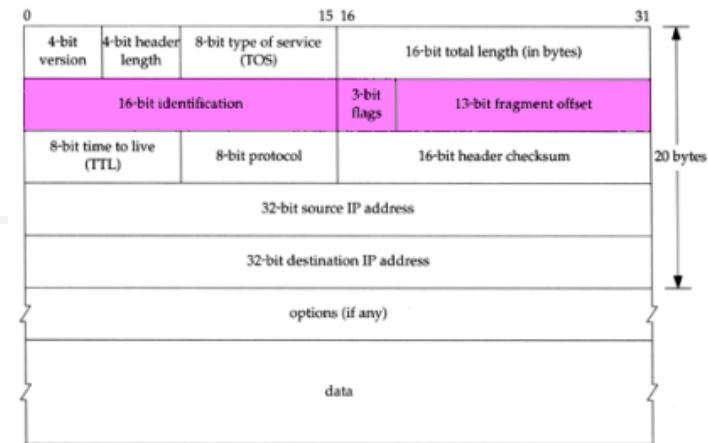 0 15 16 31
4-bit version 4-bit header length 8-bit type of service (TOS) 16-bit total length (in bytes)
16-bit identification 3-bit flags 13-bit fragment offset
8-bit time to live (TTL) 8-bit protocol 16-bit header checksum 20 bytes
32-bit source IP address
32-bit destination IP address
options (if any)
data